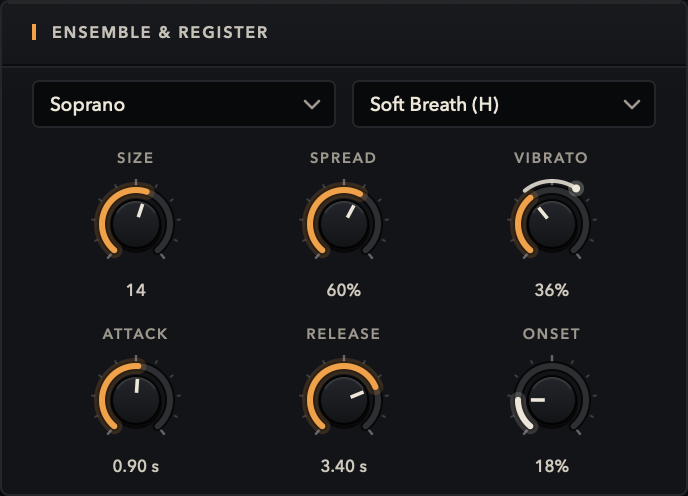 ENSEMBLE & REGISTER
Soprano
Soft Breath (H)
SIZE
SPREAD
VIBRATO
14
60%
36%
ATTACK
RELEASE
ONSET
0.90 s
3.40 s
18%